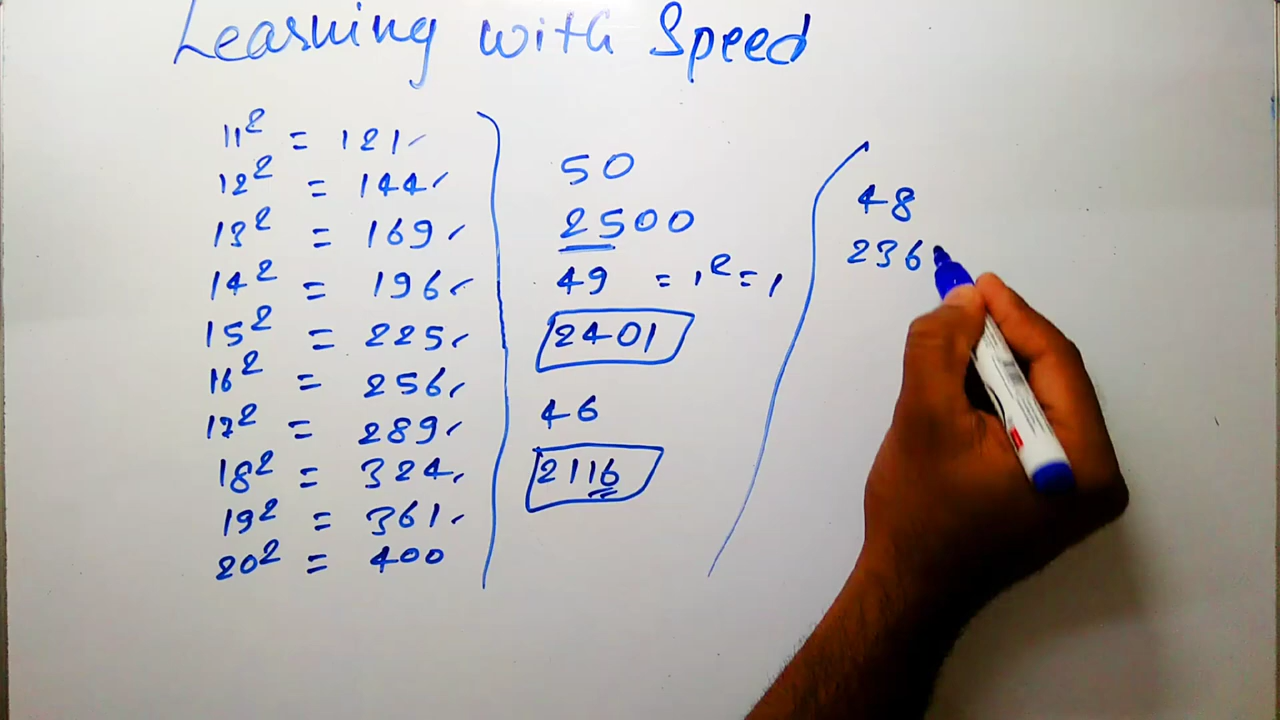 Learning with Speed
11² = 121
12² = 144
13² = 169
14² = 196
15² = 225
16² = 256
17² = 289
18² = 324
19² = 361
20² = 400
50
2500
49 = 1² = 1
2401
46
2116
48
236